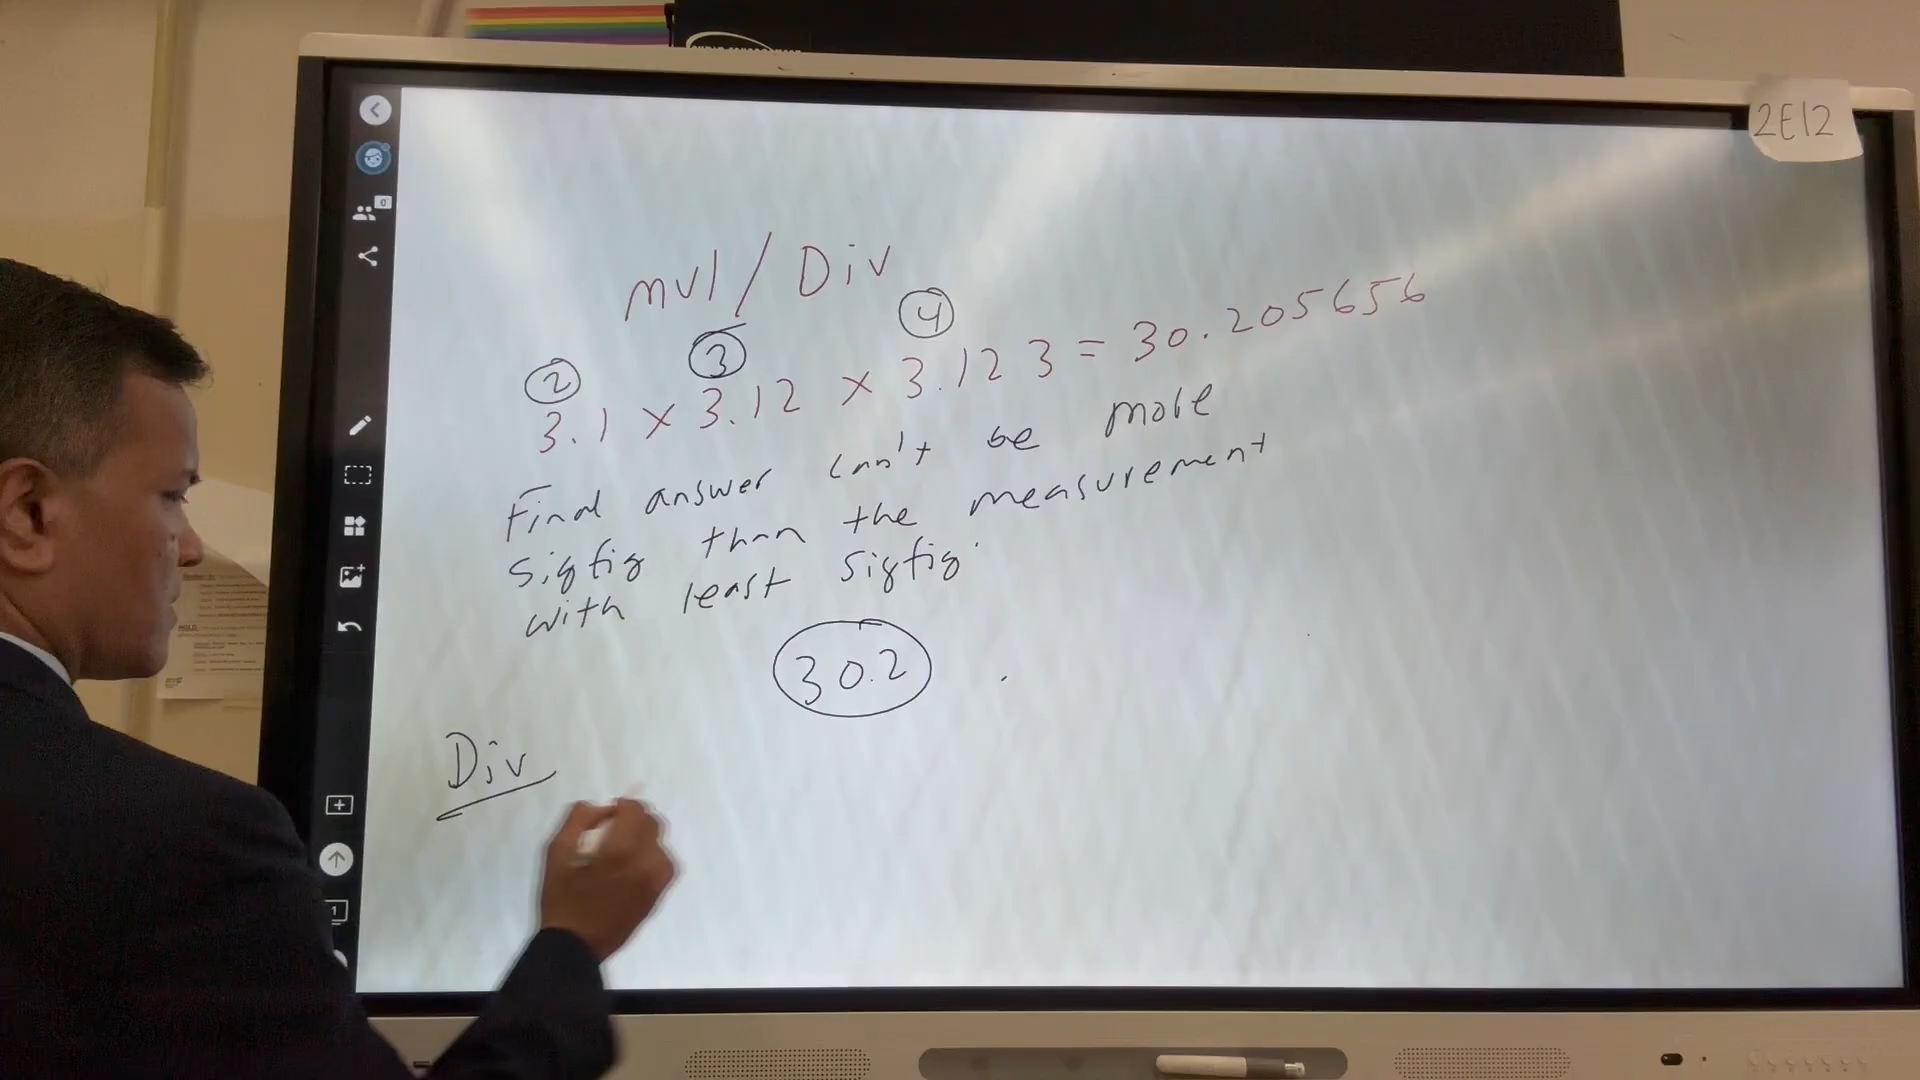 2E12
mul / Div
2 3 4
3.1 x 3.12 x 3.123 = 30.205656
Final answer can't be more
sigfig than the measurement
with least sigfig.
30.2
Div